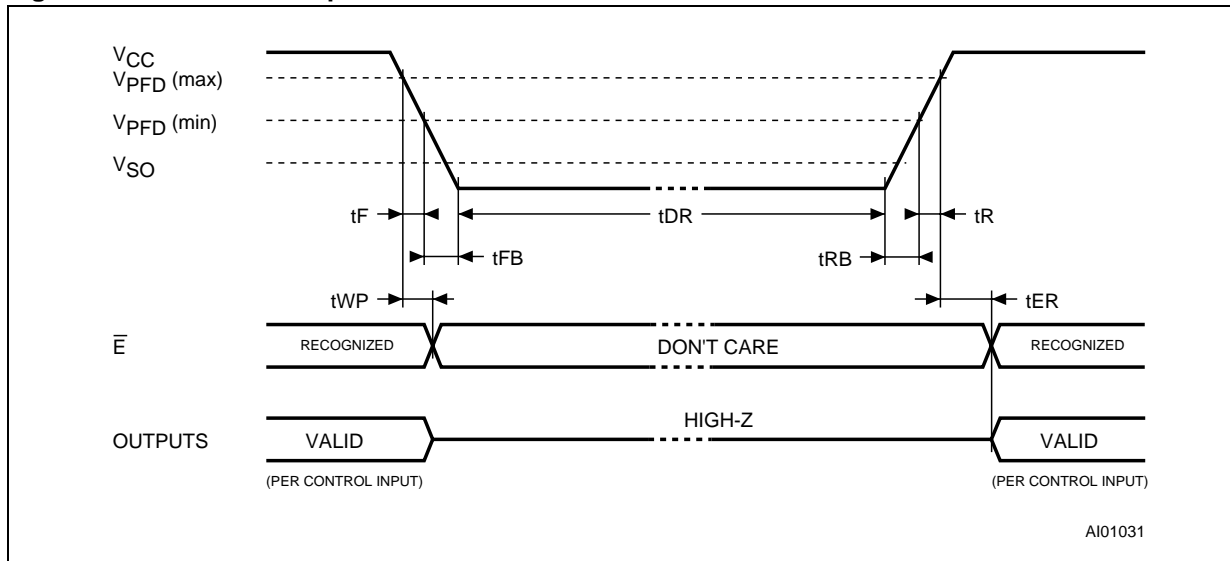 VCC
VPFD (max)
VPFD (min)
VSO
tF
tDR
tR
tFB
tRB
tWP
tER
E̅
RECOGNIZED
DON'T CARE
RECOGNIZED
HIGH-Z
OUTPUTS
VALID
VALID
(PER CONTROL INPUT)
(PER CONTROL INPUT)
AI01031